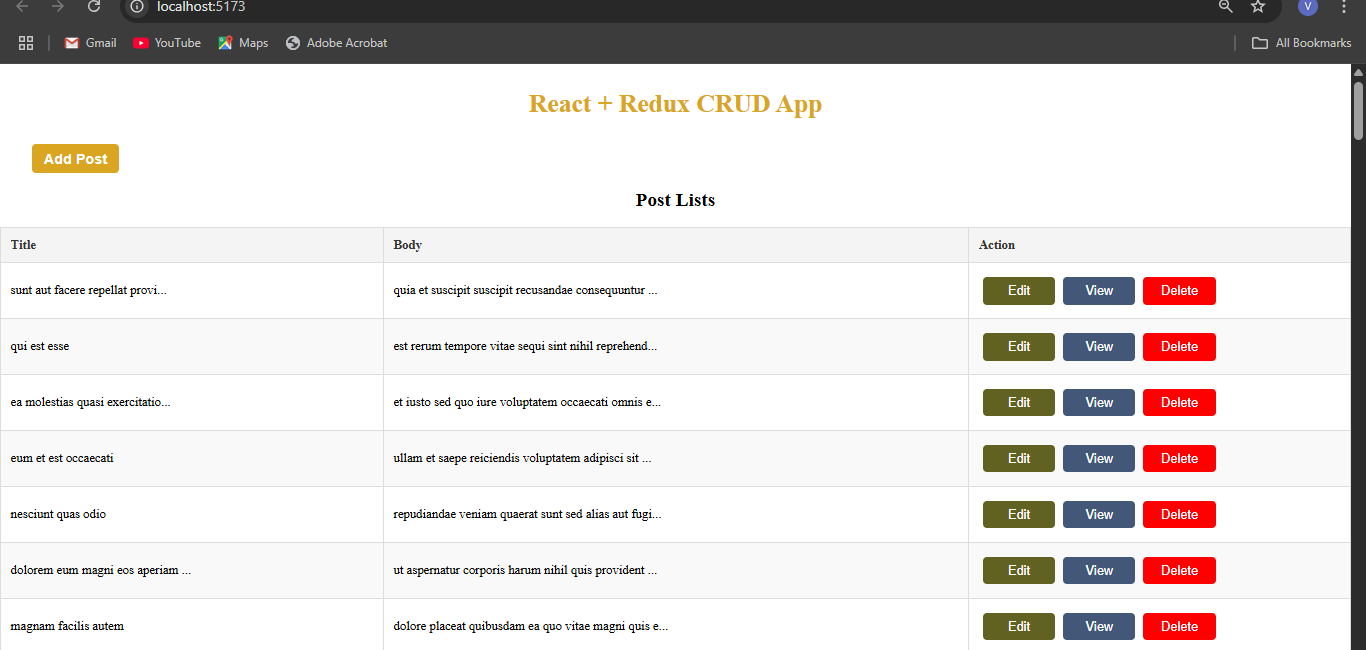 localhost:5173
V
Gmail YouTube Maps Adobe Acrobat All Bookmarks
React + Redux CRUD App
Add Post
Post Lists
Title Body Action
sunt aut facere repellat provi... quia et suscipit suscipit recusandae consequuntur ... Edit View Delete
qui est esse est rerum tempore vitae sequi sint nihil reprehend... Edit View Delete
ea molestias quasi exercitatio... et iusto sed quo iure voluptatem occaecati omnis e... Edit View Delete
eum et est occaecati ullam et saepe reiciendis voluptatem adipisci sit ... Edit View Delete
nesciunt quas odio repudiandae veniam quaerat sunt sed alias aut fugi... Edit View Delete
dolorem eum magni eos aperiam ... ut aspernatur corporis harum nihil quis provident ... Edit View Delete
magnam facilis autem dolore placeat quibusdam ea quo vitae magni quis e... Edit View Delete